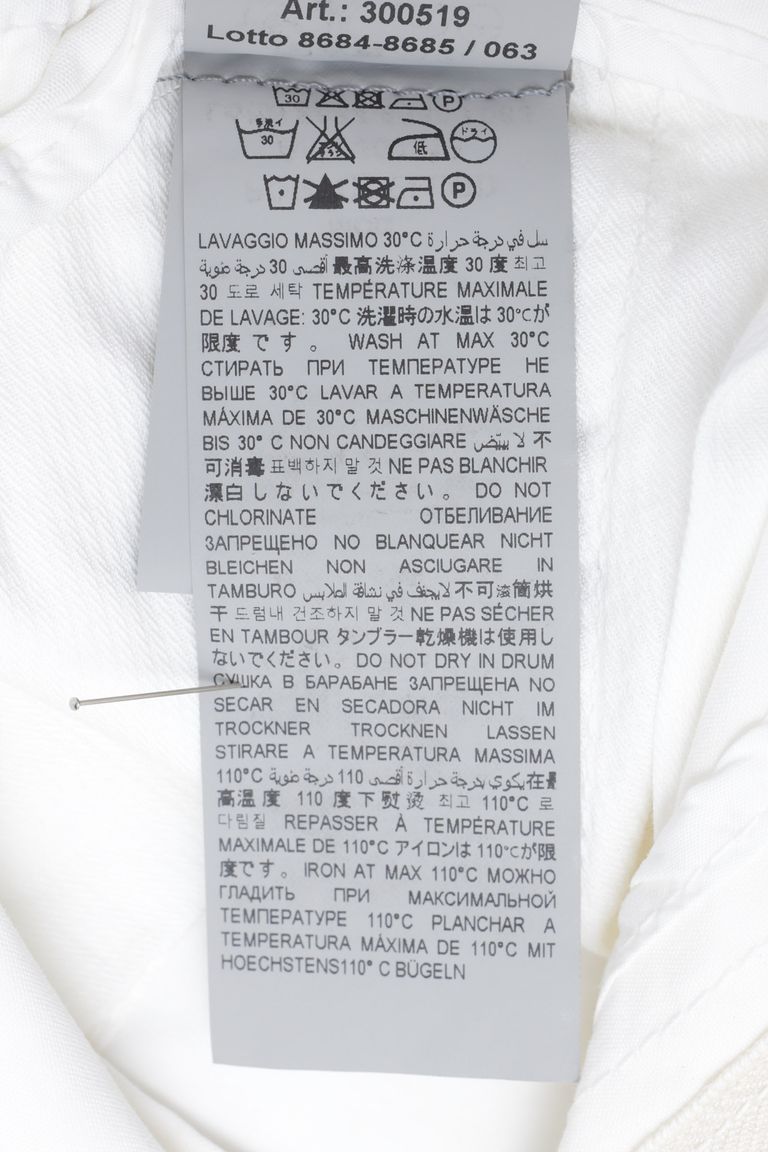 Art.: 300519
Lotto 8684-8685 / 063
30
30
低
ドライ
P
LAVAGGIO MASSIMO 30°C سل في درجة حرارة
أقصى 30 درجة مئوية 最高洗涤温度 30 度 최고
30 도로 세탁 TEMPÉRATURE MAXIMALE
DE LAVAGE: 30°C 洗濯時の水温は 30℃が
限度です。 WASH AT MAX 30°C
СТИРАТЬ ПРИ ТЕМПЕРАТУРЕ НЕ
ВЫШЕ 30°C LAVAR A TEMPERATURA
MÁXIMA DE 30°C MASCHINENWÄSCHE
BIS 30° C NON CANDEGGIARE لا يبيّض 不
可消毒 표백하지 말 것 NE PAS BLANCHIR
漂白しないでください。 DO NOT
CHLORINATE ОТБЕЛИВАНИЕ
ЗАПРЕЩЕНО NO BLANQUEAR NICHT
BLEICHEN NON ASCIUGARE IN
TAMBURO لايجفف في نشافة الملابس 不可滚筒烘
干 드럼내 건조하지 말 것 NE PAS SÉCHER
EN TAMBOUR タンブラー乾燥機は使用し
ないでください。 DO NOT DRY IN DRUM
СУШКА В БАРАБАНЕ ЗАПРЕЩЕНА NO
SECAR EN SECADORA NICHT IM
TROCKNER TROCKNEN LASSEN
STIRARE A TEMPERATURA MASSIMA
110°C يكوي بدرجة حرارة أقصى 110 درجة مئوية 在最
高温度 110 度下熨烫 최고 110°C 로
다림질 REPASSER À TEMPÉRATURE
MAXIMALE DE 110°C アイロンは 110℃が限
度です。 IRON AT MAX 110°C МОЖНО
ГЛАДИТЬ ПРИ МАКСИМАЛЬНОЙ
ТЕМПЕРАТУРЕ 110°C PLANCHAR A
TEMPERATURA MÁXIMA DE 110°C MIT
HOECHSTENS110° C BÜGELN